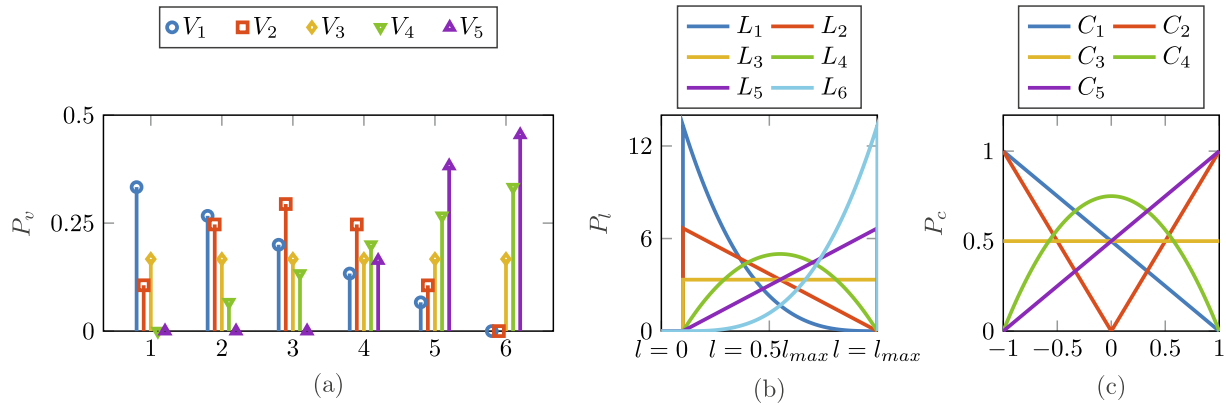 V1 V2 V3 V4 V5
0.5
0.25
0
Pv
1 2 3 4 5 6
(a)
L1 L2
L3 L4
L5 L6
12
6
0
Pl
l = 0 l = 0.5lmax l = lmax
(b)
C1 C2
C3 C4
C5
1
0.5
0
Pc
−1 −0.5 0 0.5 1
(c)